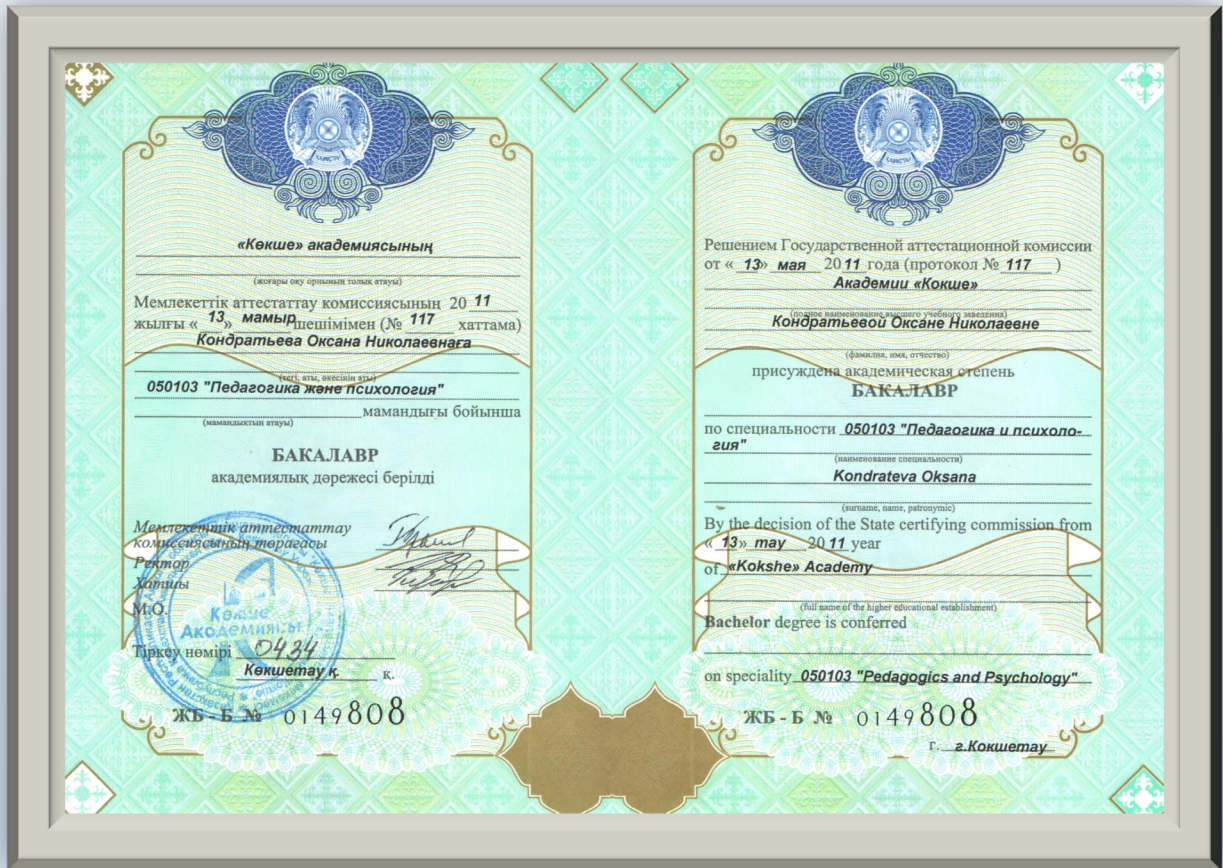 «Көкше» академиясының
(жоғары оқу орнының толық атауы)
Мемлекеттік аттестаттау комиссиясының 20 11
жылғы « 13 » мамыр шешімімен (№ 117 хаттама)
Кондратьева Оксана Николаевнаға
(тегі, аты, әкесінің аты)
050103 "Педагогика және психология"
мамандығы бойынша
(мамандықтың атауы)
БАКАЛАВР
академиялық дәрежесі берілді
Мемлекеттік аттестаттау
комиссиясының төрағасы
Ректор
Хатшы
М.О.
Көкше
Академиясы
Тіркеу нөмірі 0434
Көкшетау қ. қ.
ЖБ - Б № 0149808
Решением Государственной аттестационной комиссии
от « 13» мая 20 11 года (протокол № 117 )
Академии «Кокше»
(полное наименование высшего учебного заведения)
Кондратьевой Оксане Николаевне
(фамилия, имя, отчество)
присуждена академическая степень
БАКАЛАВР
по специальности 050103 "Педагогика и психоло-
гия"
(наименование специальности)
Kondrateva Oksana
(surname, name, patronymic)
By the decision of the State certifying commission from
« 13» may 20 11 year
of «Kokshe» Academy
(full name of the higher educational establishment)
Bachelor degree is conferred
on speciality 050103 "Pedagogics and Psychology"
ЖБ - Б № 0149808
г. г.Кокшетау